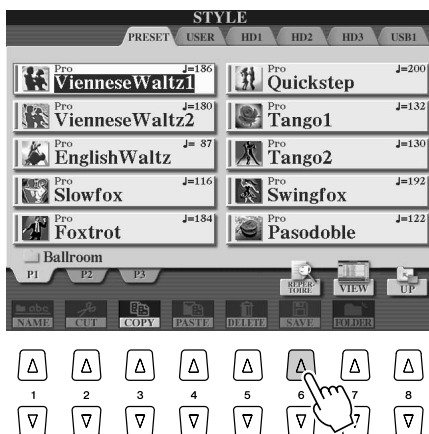 STYLE
PRESET USER HD1 HD2 HD3 USB1
Pro ♩=186
VienneseWaltz1
Pro ♩=200
Quickstep
Pro ♩=180
VienneseWaltz2
Pro ♩=132
Tango1
Pro ♩= 87
EnglishWaltz
Pro ♩=130
Tango2
Pro ♩=116
Slowfox
Pro ♩=192
Swingfox
Pro ♩=184
Foxtrot
Pro ♩=122
Pasodoble
Ballroom
P1 P2 P3
REPER-
TOIRE
VIEW
UP
abc
NAME CUT COPY PASTE DELETE SAVE FOLDER
1 2 3 4 5 6 7 8